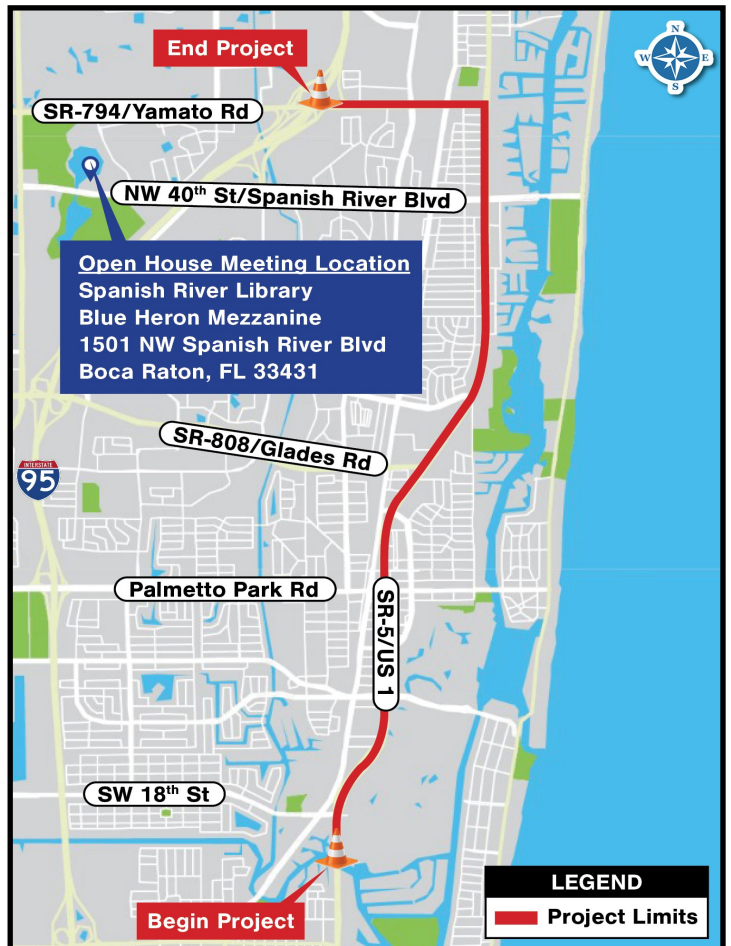 End Project
N
W
E
S
SR-794/Yamato Rd
NW 40th St/Spanish River Blvd
Open House Meeting Location
Spanish River Library
Blue Heron Mezzanine
1501 NW Spanish River Blvd
Boca Raton, FL 33431
SR-808/Glades Rd
INTERSTATE
95
Palmetto Park Rd
SR-5/US 1
SW 18th St
Begin Project
LEGEND
Project Limits